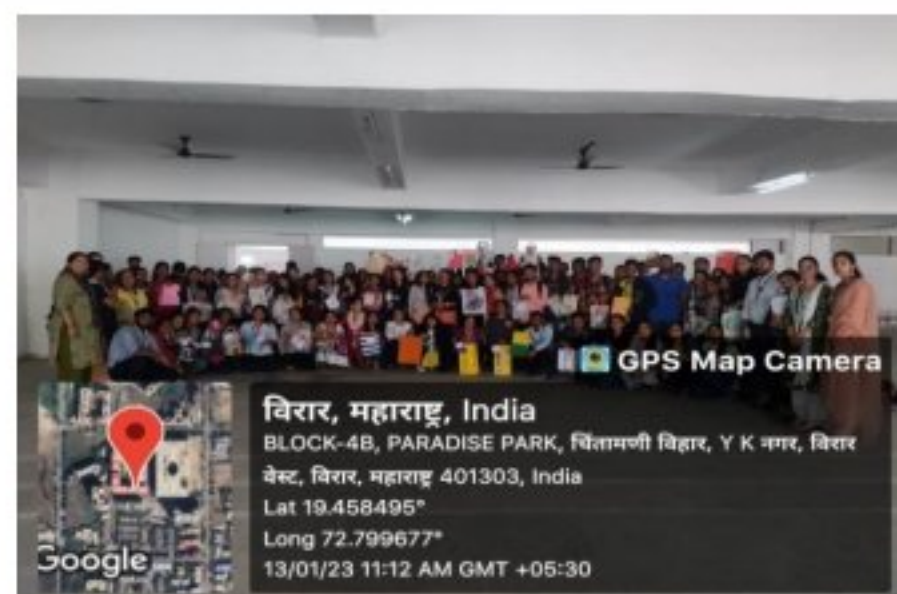 GPS Map Camera
विरार, महाराष्ट्र, India
BLOCK-4B, PARADISE PARK, चिंतामणी विहार, Y K नगर, विरार
वेस्ट, विरार, महाराष्ट्र 401303, India
Lat 19.458495°
Long 72.799677°
13/01/23 11:12 AM GMT +05:30
Google